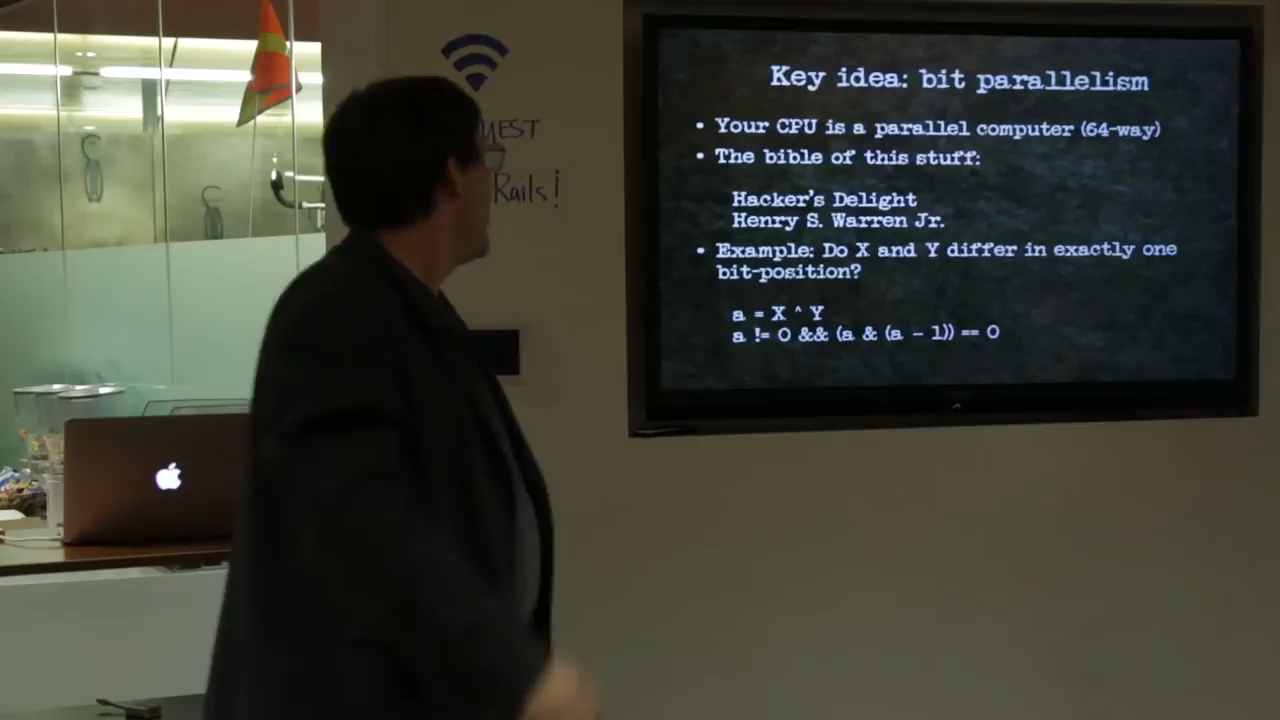 Key idea: bit parallelism
• Your CPU is a parallel computer (64-way)
• The bible of this stuff:
Hacker's Delight
Henry S. Warren Jr.
• Example: Do X and Y differ in exactly one
bit-position?
a = X ^ Y
a != 0 && (a & (a - 1)) == 0
Rails!